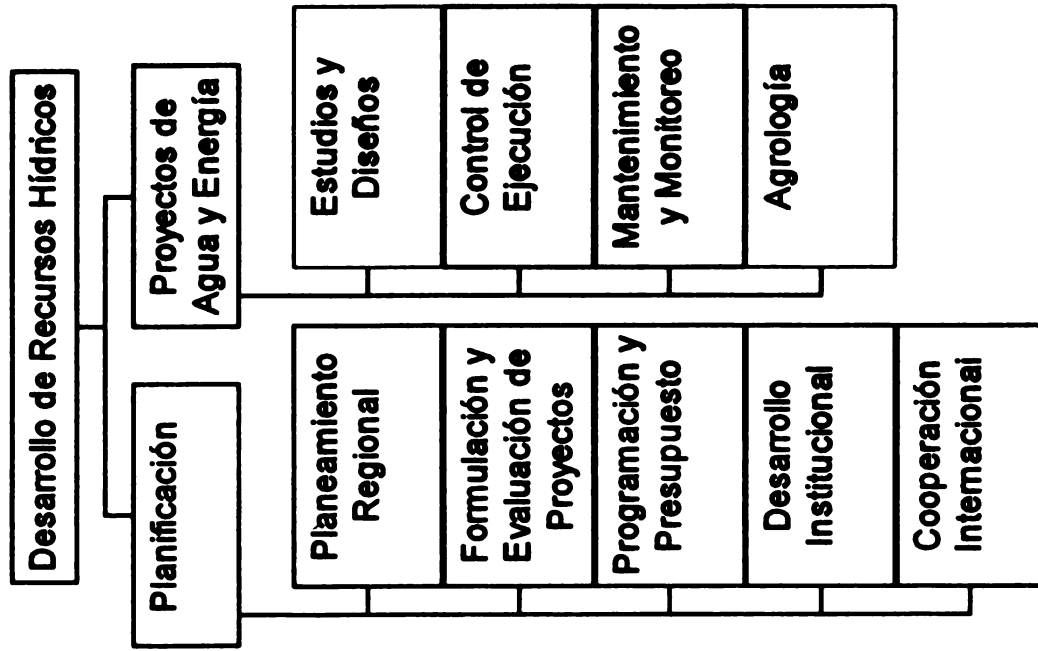 Desarrollo de Recursos Hídnicos
Planificación
Planeamiento
Regional
Formulación y
Evaluación de
Proyectos
Programación y
Presupuesto
Desarrollo
Institucional
Cooperación
Internacional
Proyectos de
Agua y Energía
Estudios y
Diseños
Control de
Ejecución
Mantenimiento
y Monitoreo
Agrología